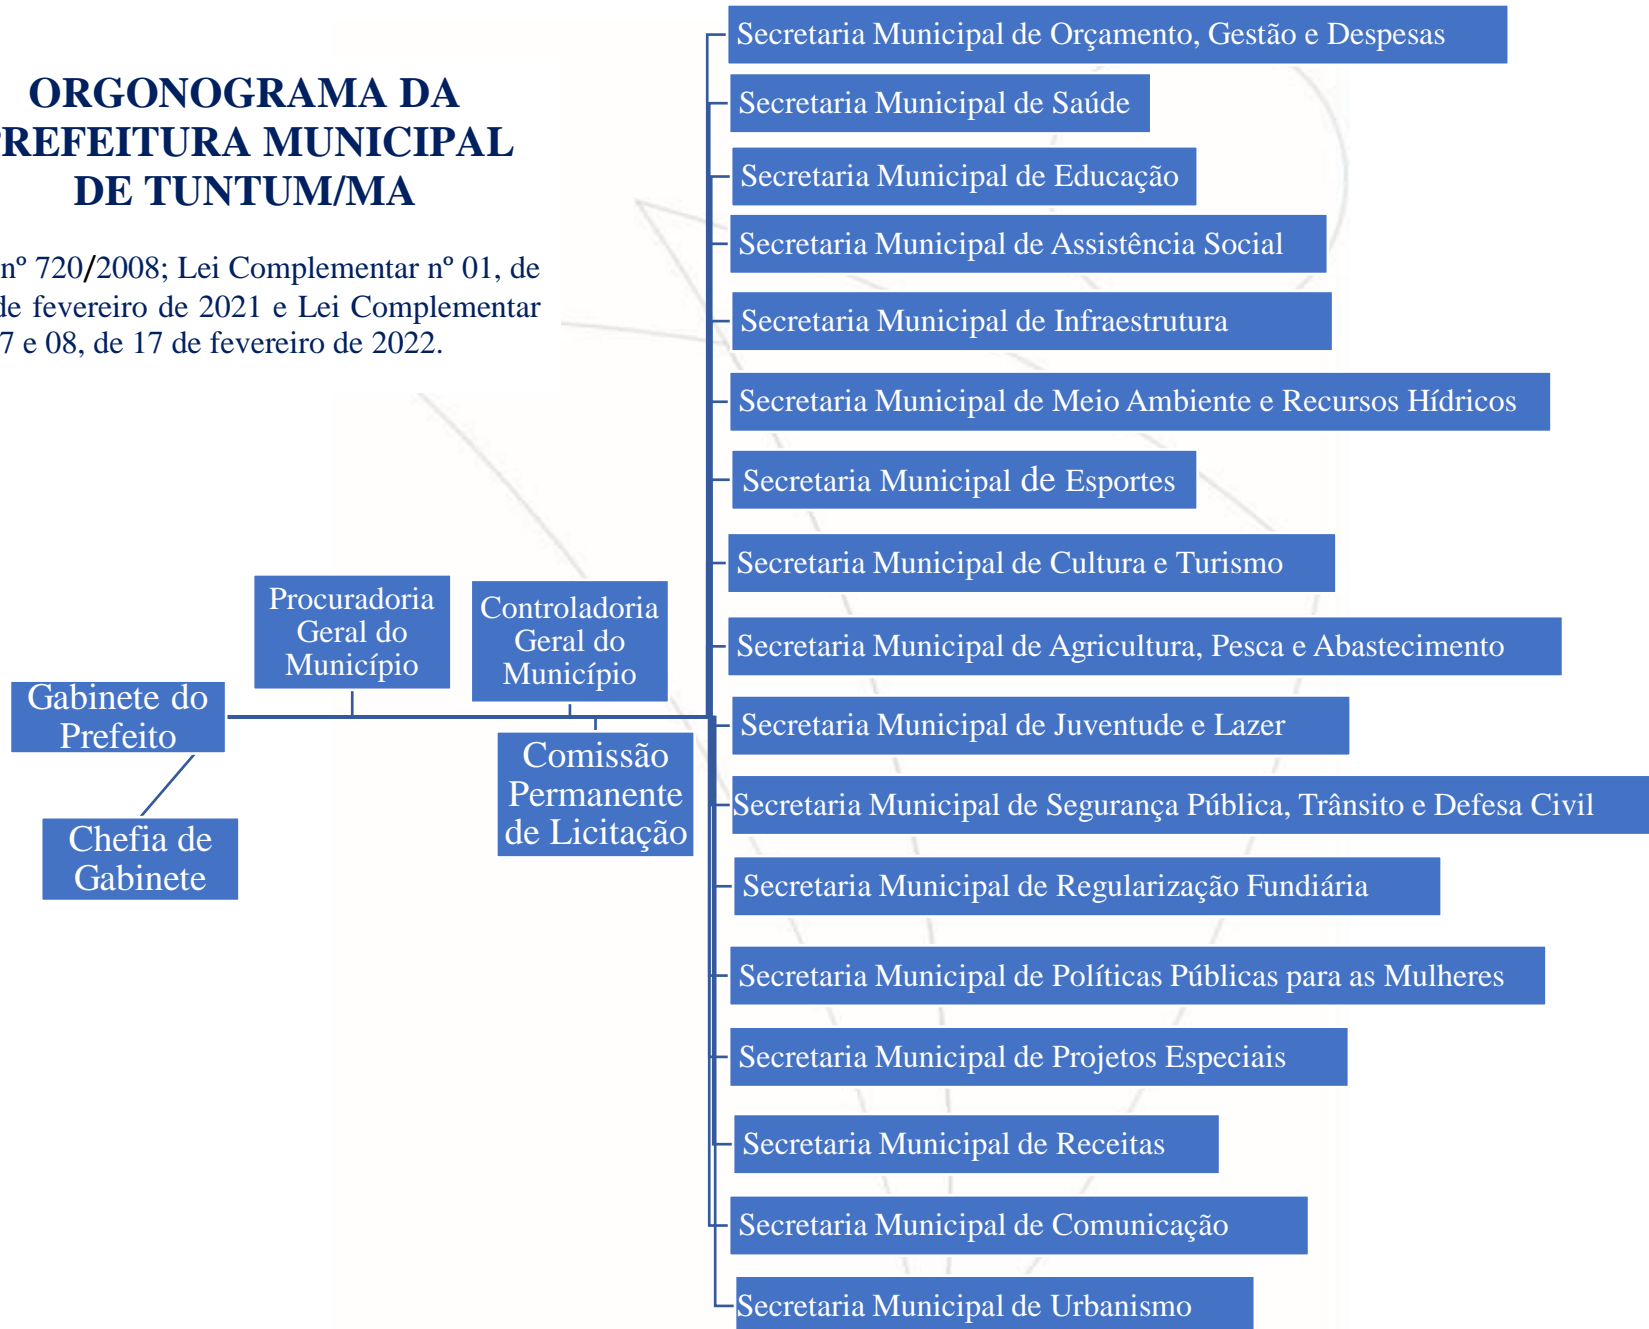 ORGONOGRAMA DA
PREFEITURA MUNICIPAL
DE TUNTUM/MA
nº 720/2008; Lei Complementar nº 01, de
de fevereiro de 2021 e Lei Complementar
7 e 08, de 17 de fevereiro de 2022.
Gabinete do
Prefeito
Chefia de
Gabinete
Procuradoria
Geral do
Município
Controladoria
Geral do
Município
Comissão
Permanente
de Licitação
Secretaria Municipal de Orçamento, Gestão e Despesas
Secretaria Municipal de Saúde
Secretaria Municipal de Educação
Secretaria Municipal de Assistência Social
Secretaria Municipal de Infraestrutura
Secretaria Municipal de Meio Ambiente e Recursos Hídricos
Secretaria Municipal de Esportes
Secretaria Municipal de Cultura e Turismo
Secretaria Municipal de Agricultura, Pesca e Abastecimento
Secretaria Municipal de Juventude e Lazer
Secretaria Municipal de Segurança Pública, Trânsito e Defesa Civil
Secretaria Municipal de Regularização Fundiária
Secretaria Municipal de Políticas Públicas para as Mulheres
Secretaria Municipal de Projetos Especiais
Secretaria Municipal de Receitas
Secretaria Municipal de Comunicação
Secretaria Municipal de Urbanismo